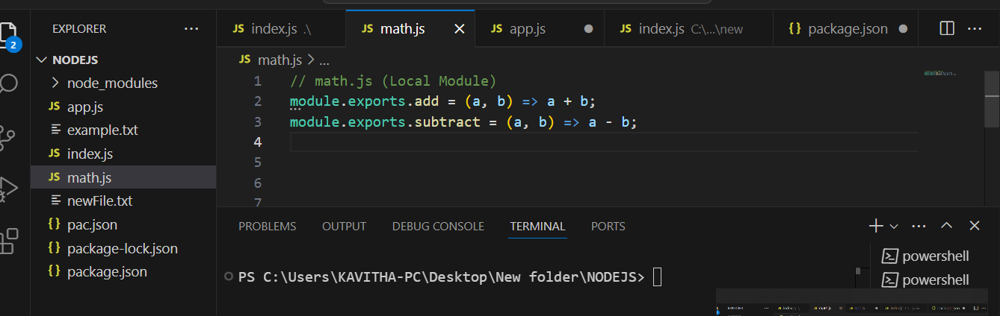 EXPLORER ...
JS index.js .\ JS math.js JS app.js JS index.js C:\...\new {} package.json ...
2
NODEJS
node_modules
JS app.js
example.txt
JS index.js
JS math.js
newFile.txt
{} pac.json
{} package-lock.json
{} package.json
JS math.js > ...
1 // math.js (Local Module)
2 module.exports.add = (a, b) => a + b;
3 module.exports.subtract = (a, b) => a - b;
4
5
6
7
PROBLEMS OUTPUT DEBUG CONSOLE TERMINAL PORTS
PS C:\Users\KAVITHA-PC\Desktop\New folder\NODEJS>
powershell
powershell